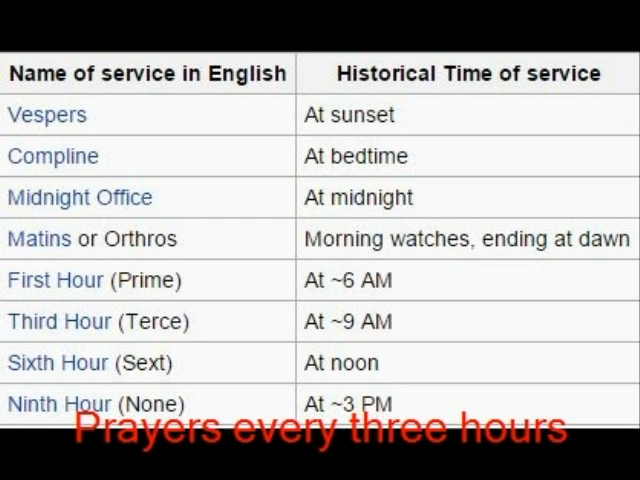 Name of service in English Historical Time of service
Vespers At sunset
Compline At bedtime
Midnight Office At midnight
Matins or Orthros Morning watches, ending at dawn
First Hour (Prime) At ~6 AM
Third Hour (Terce) At ~9 AM
Sixth Hour (Sext) At noon
Ninth Hour (None) At ~3 PM
Prayers every three hours